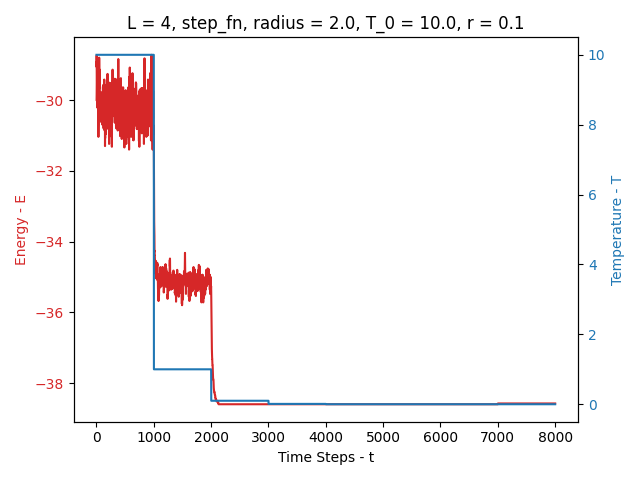 L = 4, step_fn, radius = 2.0, T_0 = 10.0, r = 0.1
−30
−32
−34
−36
−38
Energy - E
10
8
6
4
2
0
Temperature - T
0 1000 2000 3000 4000 5000 6000 7000 8000
Time Steps - t